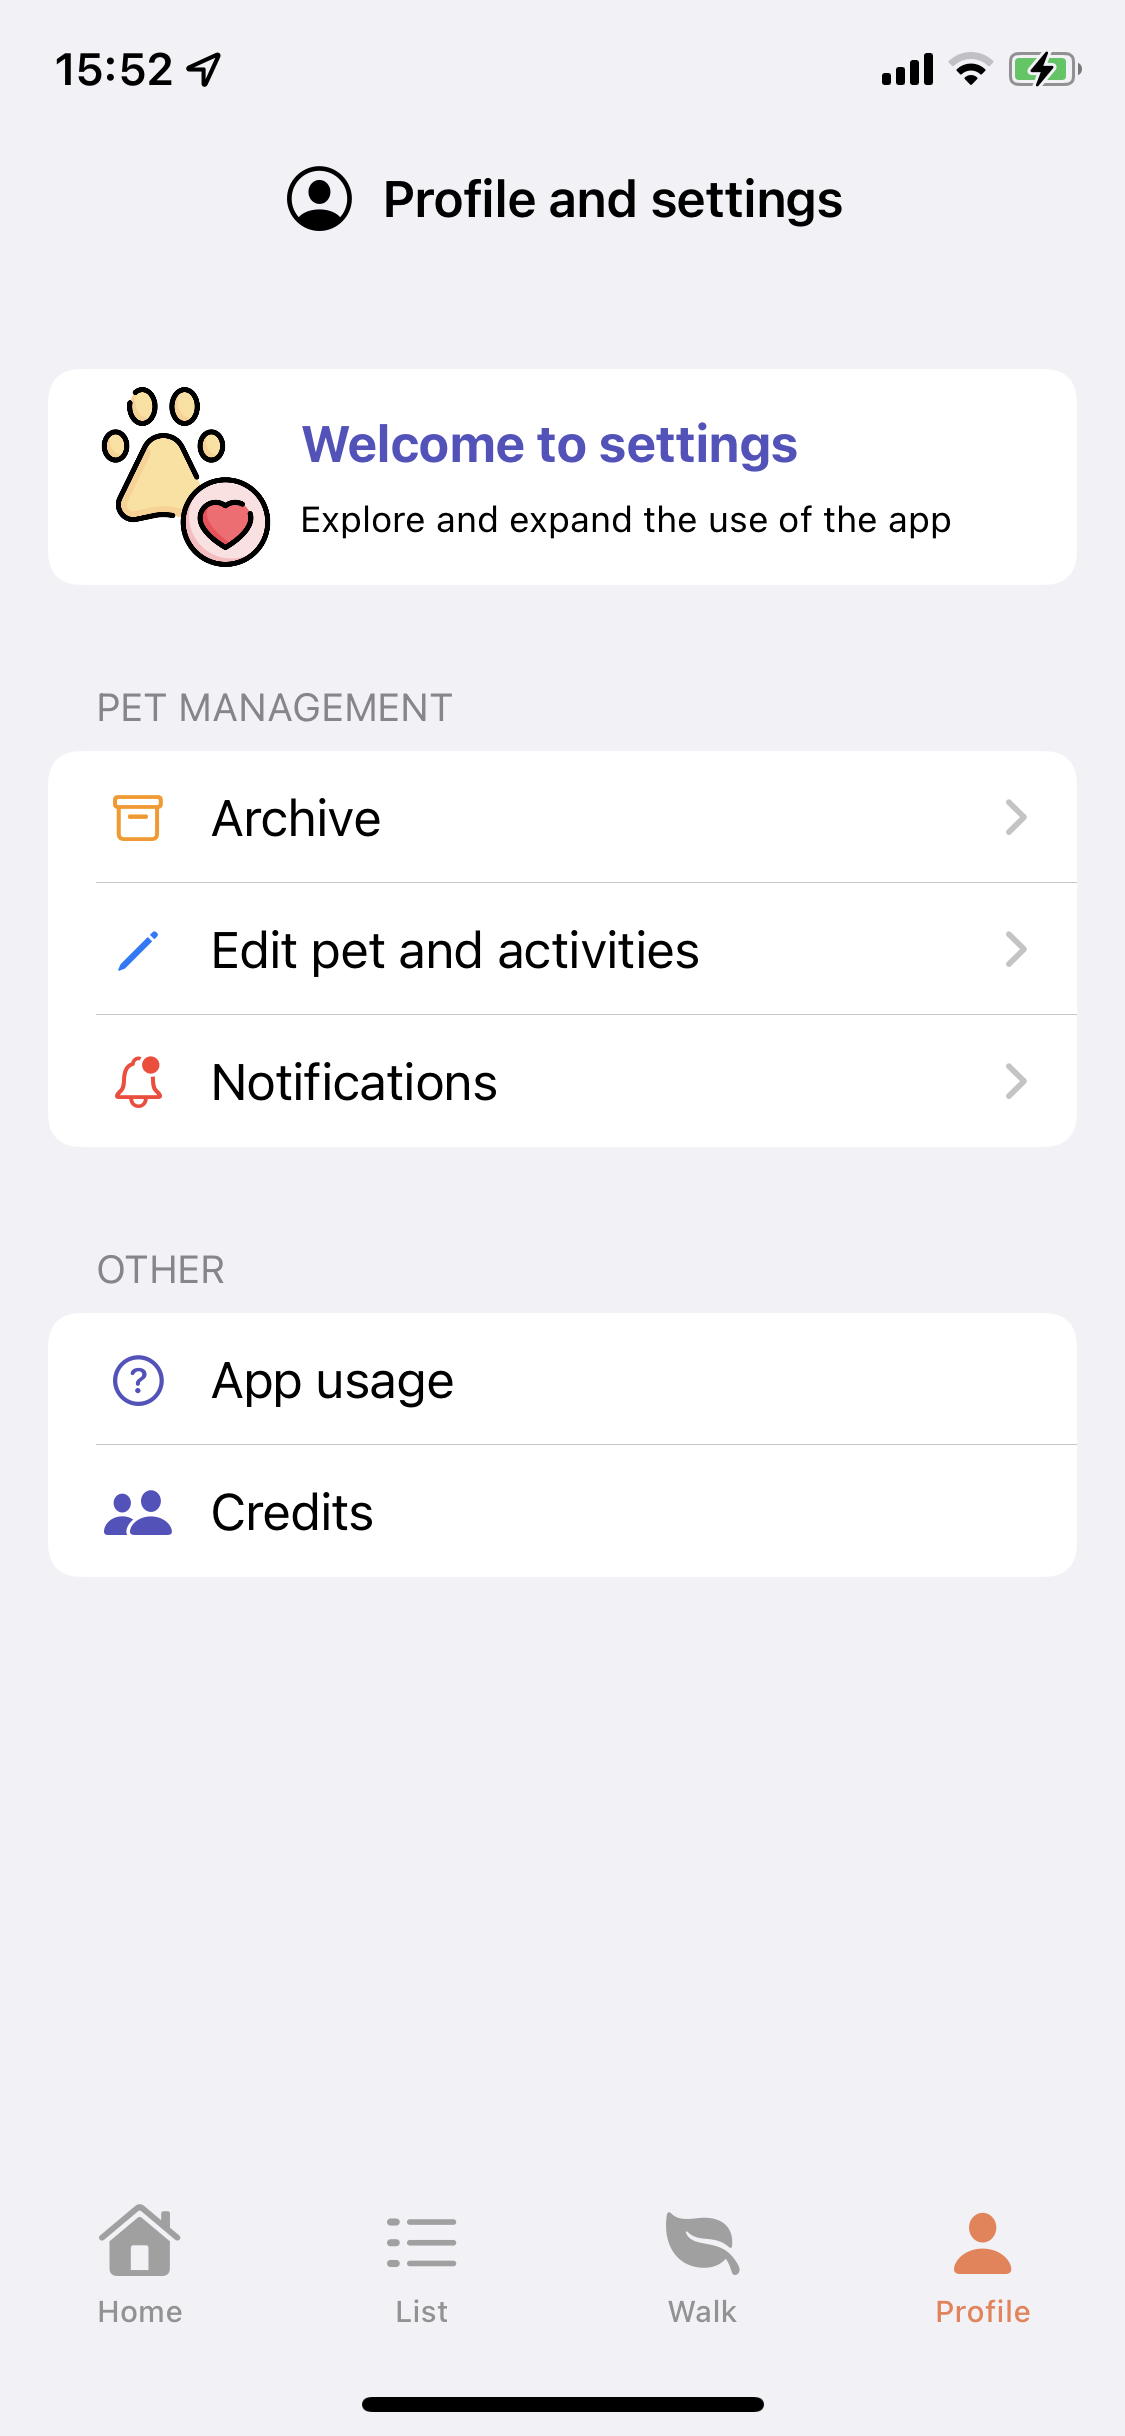 15:52
Profile and settings
Welcome to settings
Explore and expand the use of the app
PET MANAGEMENT
Archive
Edit pet and activities
Notifications
OTHER
App usage
Credits
Home
List
Walk
Profile